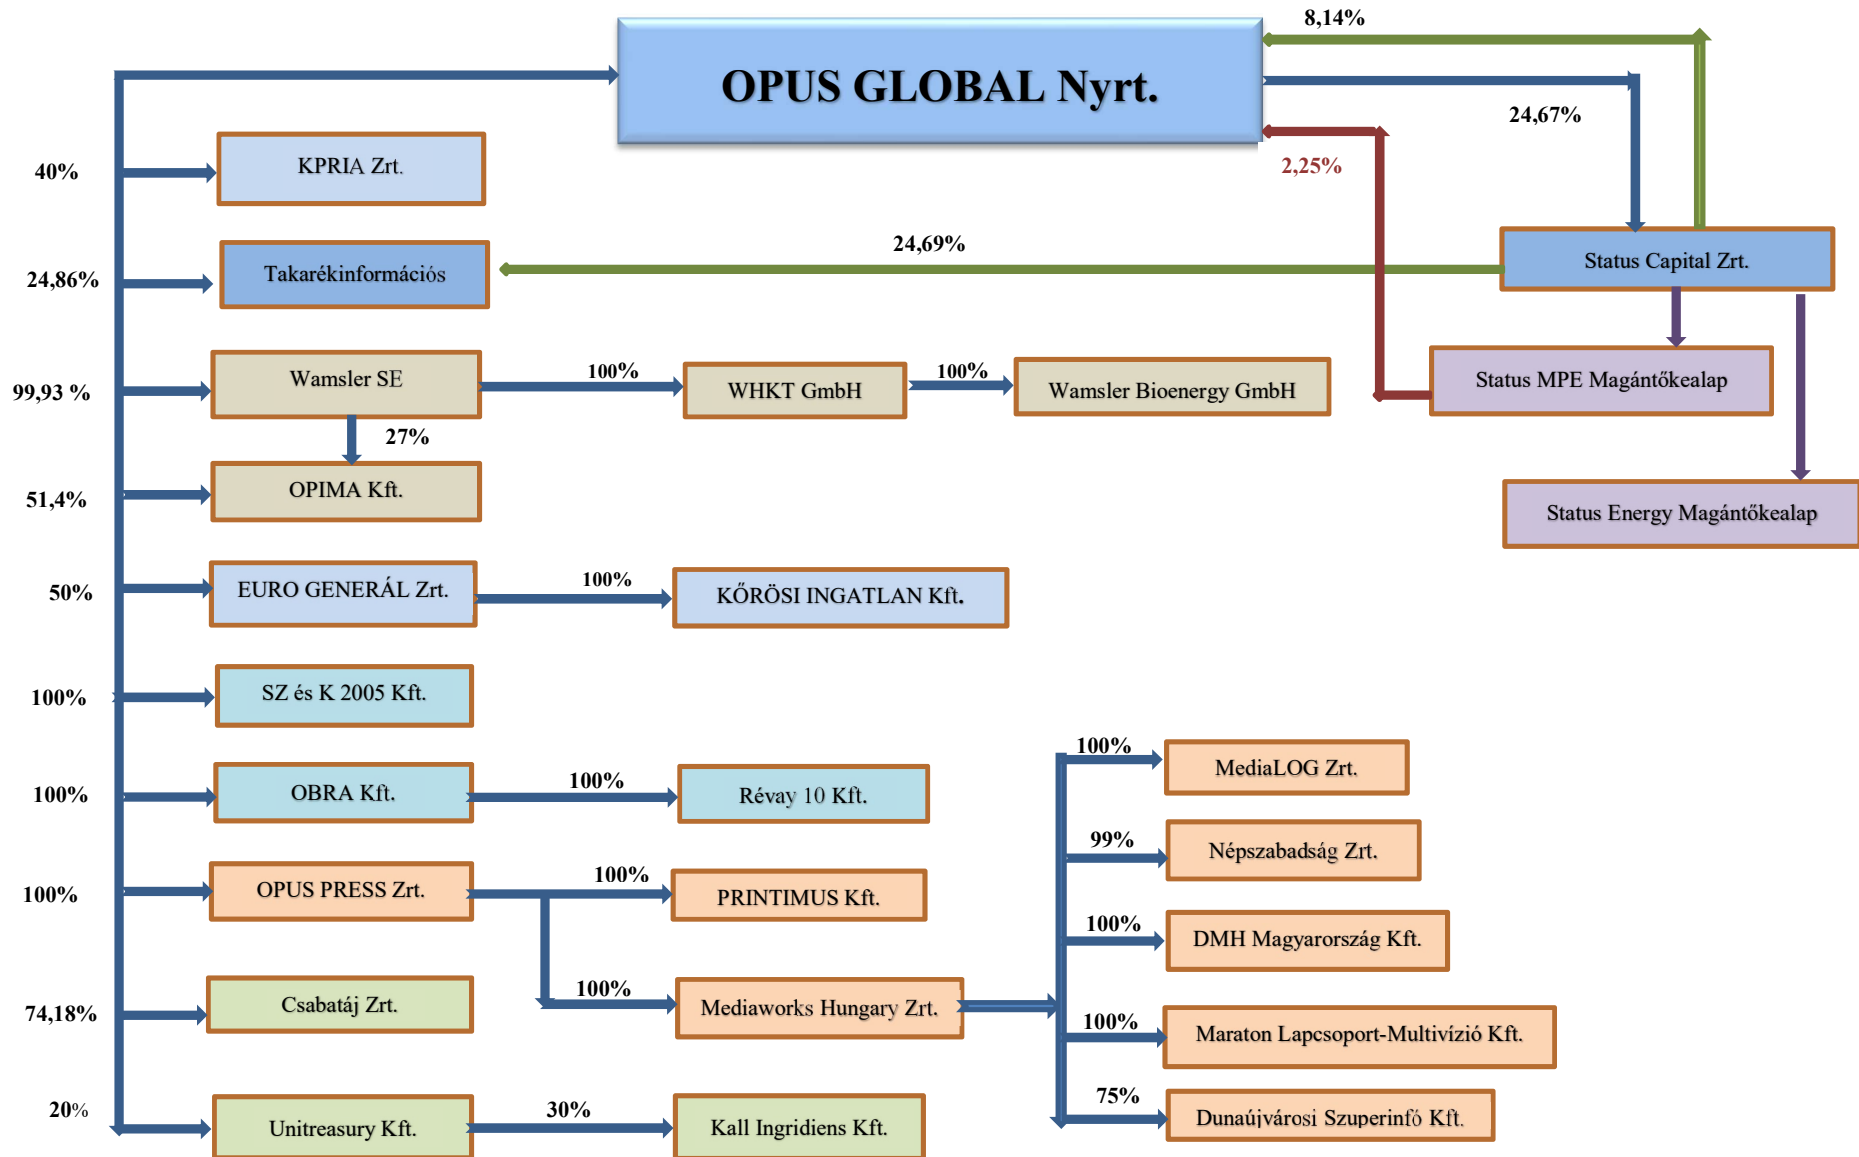 8,14%
OPUS GLOBAL Nyrt.
24,67%
2,25%
40%
KPRIA Zrt.
24,69%
24,86%
Takarékinformációs
Status Capital Zrt.
99,93 %
Wamsler SE
100%
WHKT GmbH
100%
Wamsler Bioenergy GmbH
Status MPE Magántőkealap
27%
51,4%
OPIMA Kft.
Status Energy Magántőkealap
50%
EURO GENERÁL Zrt.
100%
KŐRÖSI INGATLAN Kft.
100%
SZ és K 2005 Kft.
100%
MediaLOG Zrt.
100%
OBRA Kft.
100%
Révay 10 Kft.
99%
Népszabadság Zrt.
100%
OPUS PRESS Zrt.
100%
PRINTIMUS Kft.
100%
DMH Magyarország Kft.
74,18%
Csabatáj Zrt.
100%
Mediaworks Hungary Zrt.
100%
Maraton Lapcsoport-Multivízió Kft.
20%
Unitreasury Kft.
30%
Kall Ingridiens Kft.
75%
Dunaújvárosi Szuperinfó Kft.